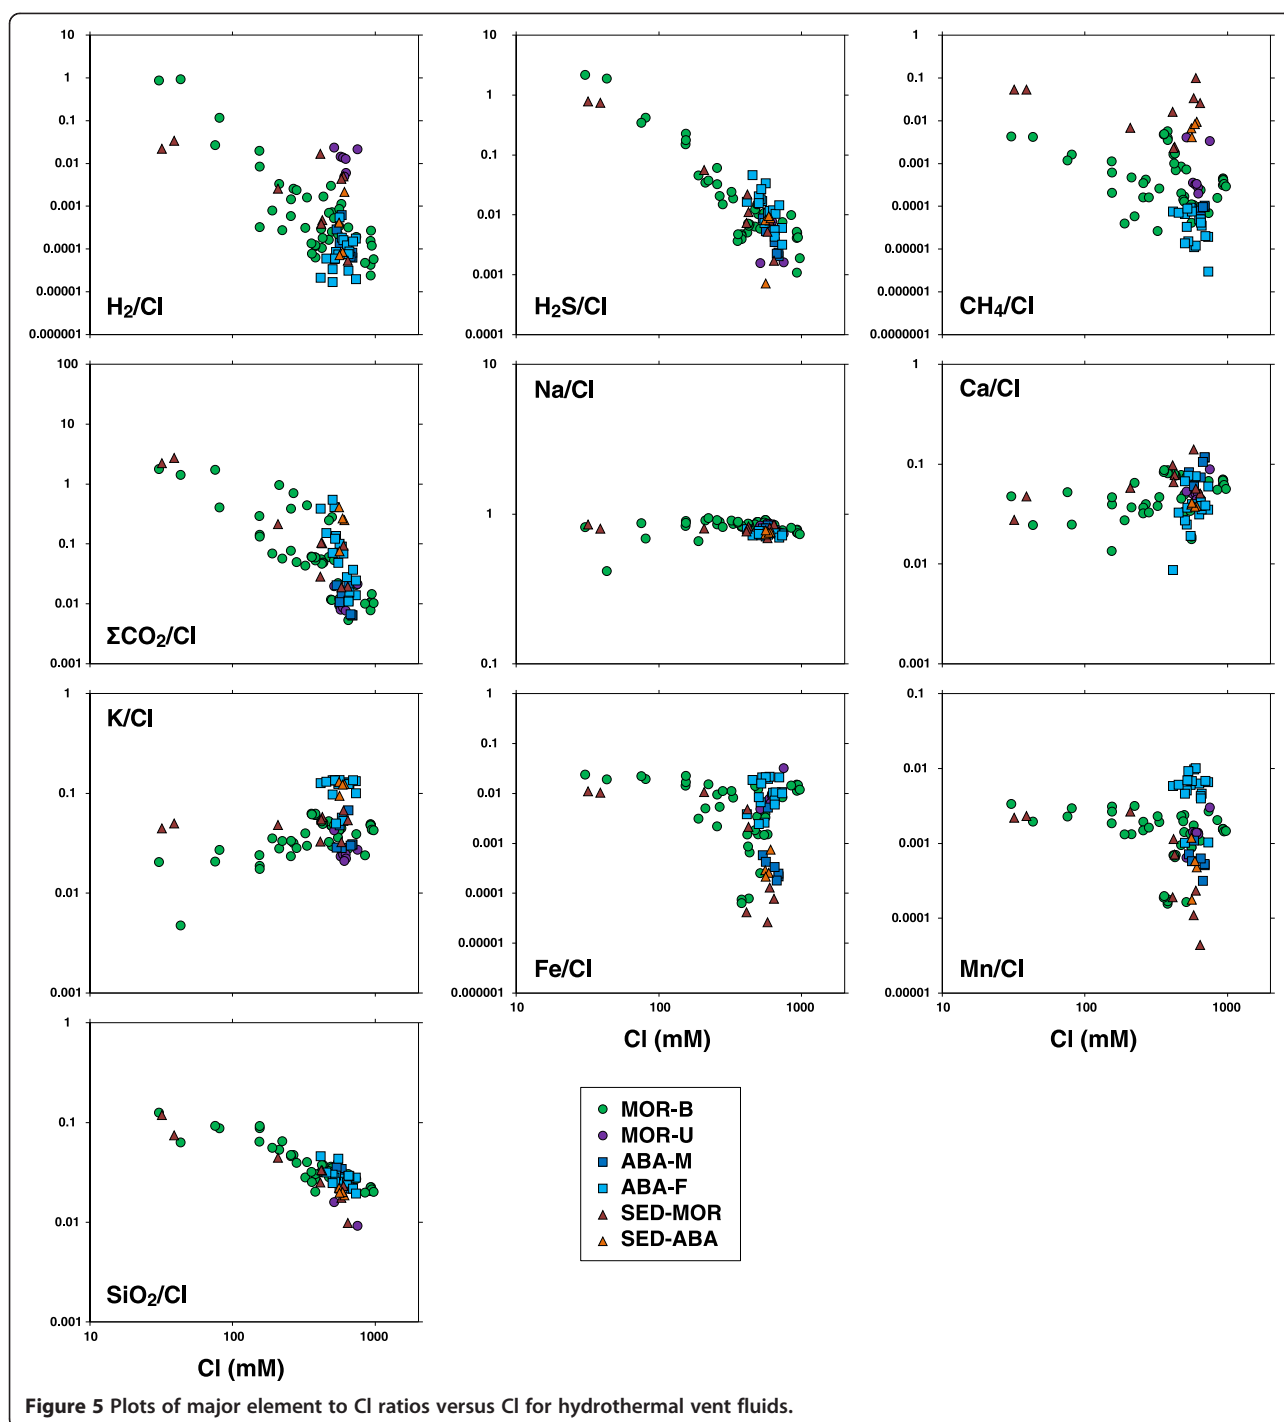 10
1
0.1
0.01
0.001
0.0001
0.00001
0.000001
H2/Cl
10
1
0.1
0.01
0.001
0.0001
H2S/Cl
1
0.1
0.01
0.001
0.0001
0.00001
0.000001
0.0000001
CH4/Cl
100
10
1
0.1
0.01
0.001
ΣCO2/Cl
10
1
0.1
Na/Cl
1
0.1
0.01
0.001
Ca/Cl
1
0.1
0.01
0.001
K/Cl
1
0.1
0.01
0.001
0.0001
0.00001
0.000001
Fe/Cl
10 100 1000
Cl (mM)
0.1
0.01
0.001
0.0001
0.00001
Mn/Cl
10 100 1000
Cl (mM)
1
0.1
0.01
0.001
SiO2/Cl
10 100 1000
Cl (mM)
MOR-B
MOR-U
ABA-M
ABA-F
SED-MOR
SED-ABA
Figure 5 Plots of major element to Cl ratios versus Cl for hydrothermal vent fluids.